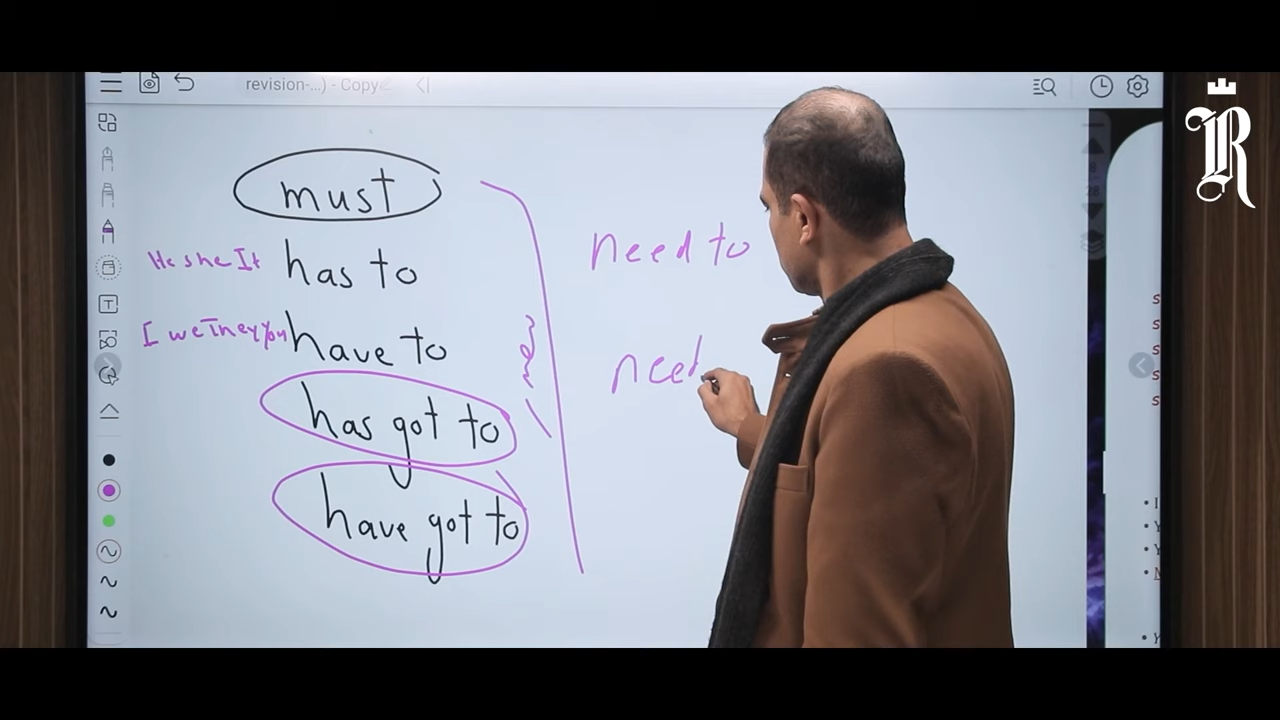 revision-...) - Copy
must
He she It has to
I we They You have to
has got to
have got to
need to
need
R